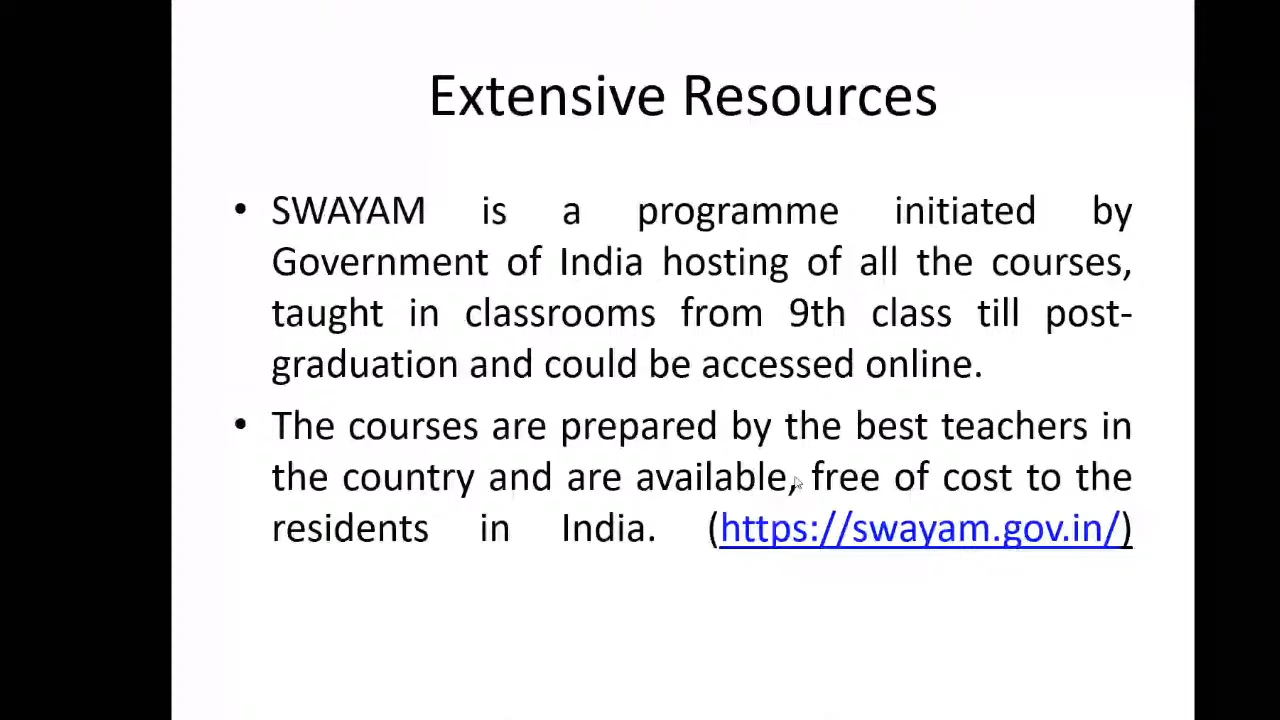 Extensive Resources
• SWAYAM is a programme initiated by
Government of India hosting of all the courses,
taught in classrooms from 9th class till post-
graduation and could be accessed online.
• The courses are prepared by the best teachers in
the country and are available, free of cost to the
residents in India. (https://swayam.gov.in/)